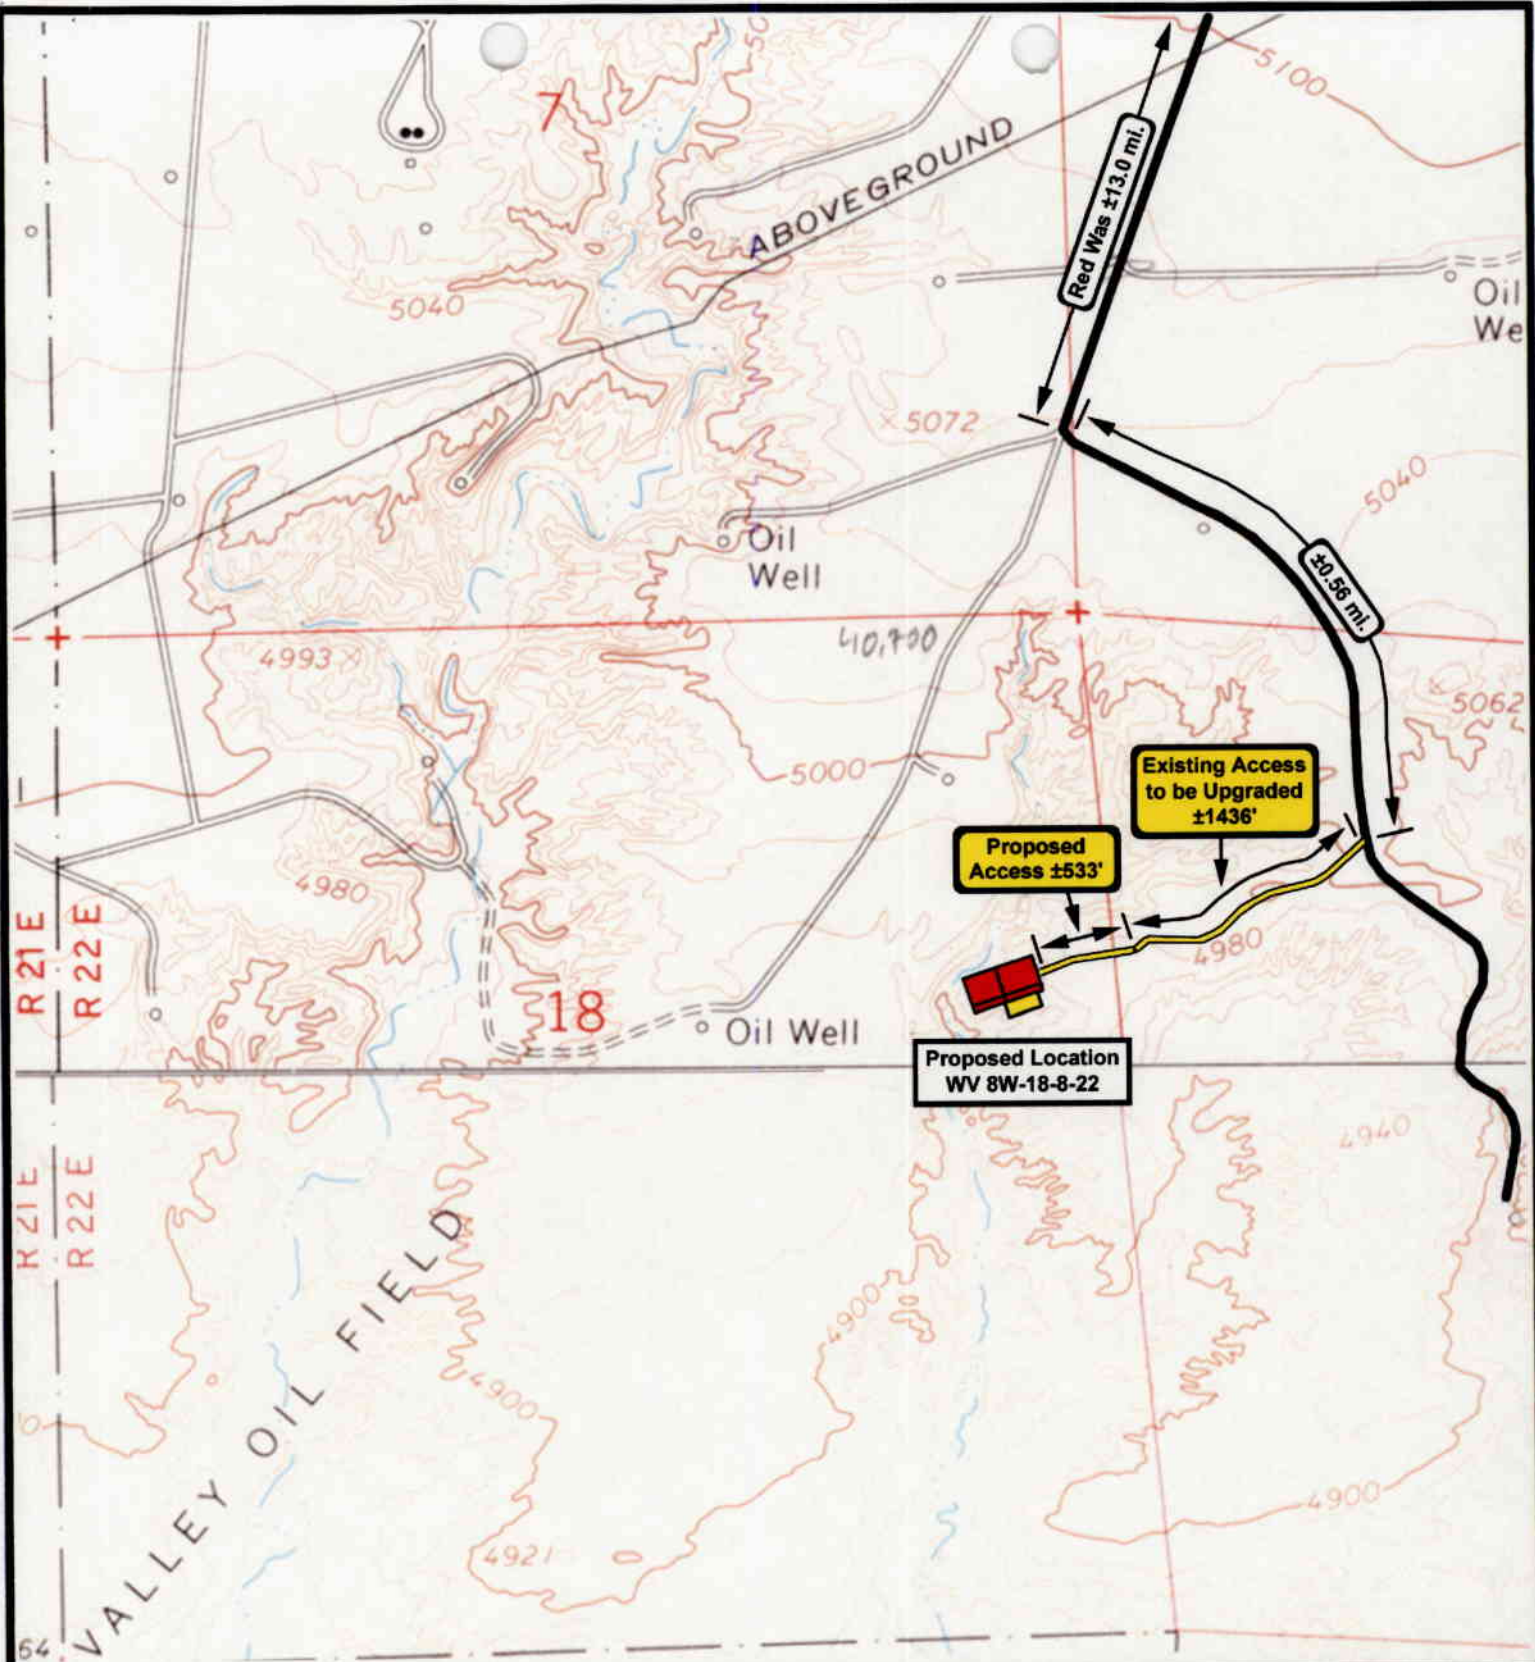 5100
7
ABOVEGROUND
Red Was ±13.0 mi.
5040
Oil
We
5072
5040
Oil
Well
±0.56 mi.
40,700
4993
5062
5000
Existing Access
to be Upgraded
±1436'
Proposed
Access ±533'
4980
R 21 E
R 22 E
4980
18
Oil Well
Proposed Location
WV 8W-18-8-22
4940
R 21 E
R 22 E
4900
4900
4900
4921
VALLEY OIL FIELD
64